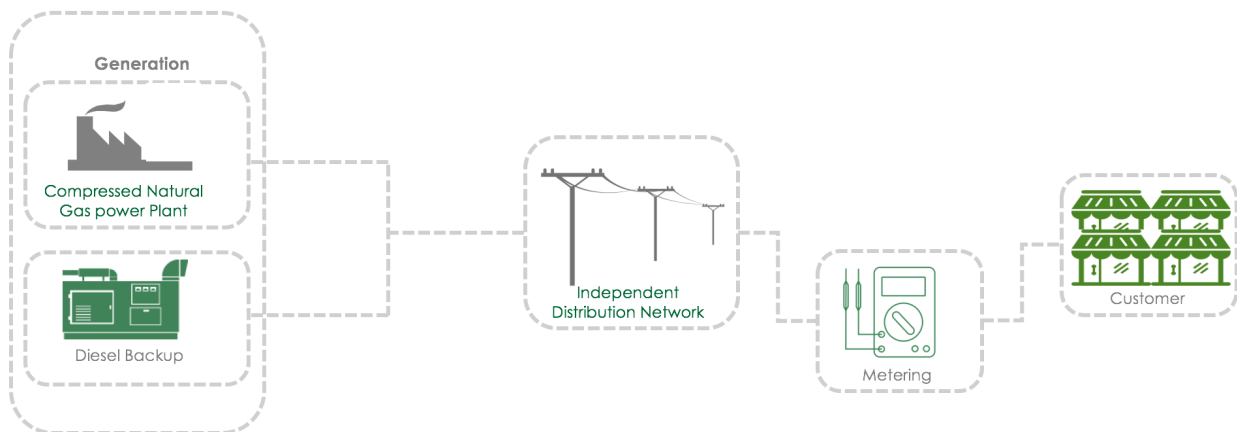 Generation
Compressed Natural
Gas power Plant
Diesel Backup
Independent
Distribution Network
Metering
Customer